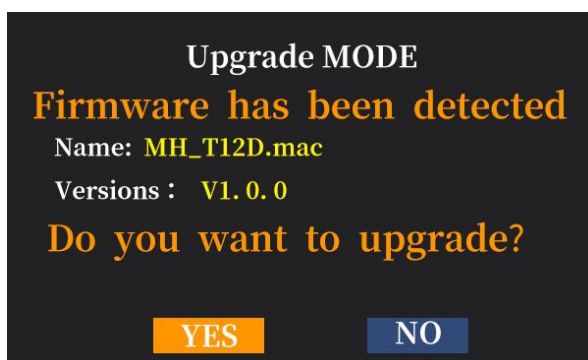 Upgrade MODE
Firmware has been detected
Name: MH_T12D.mac
Versions： V1.0.0
Do you want to upgrade?
YES NO